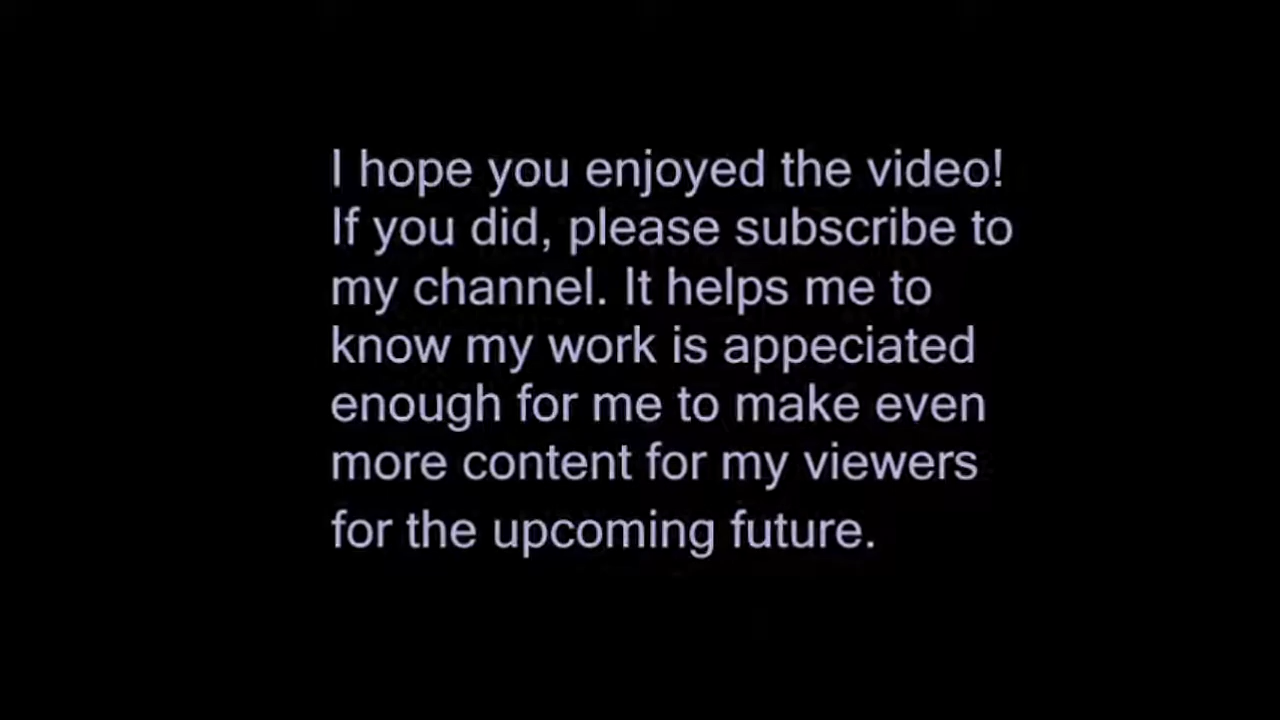 I hope you enjoyed the video!
If you did, please subscribe to
my channel. It helps me to
know my work is appeciated
enough for me to make even
more content for my viewers
for the upcoming future.